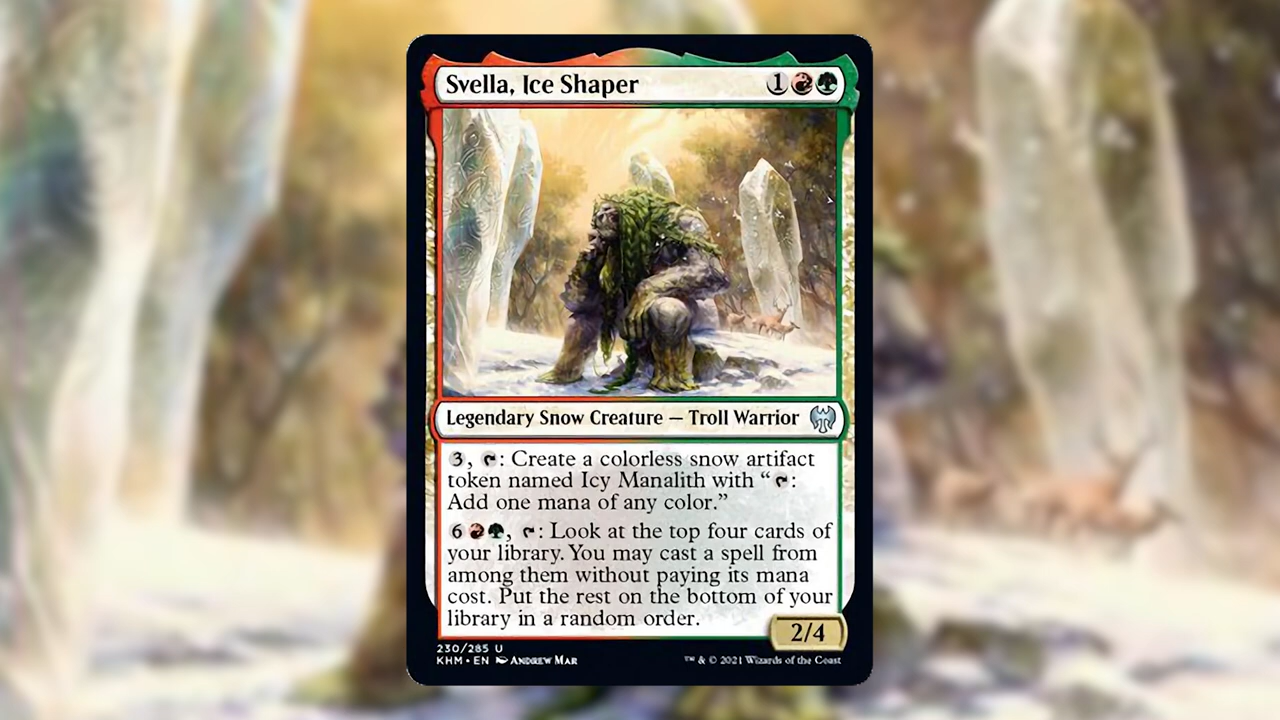 Svella, Ice Shaper 1
Legendary Snow Creature — Troll Warrior
3, : Create a colorless snow artifact
token named Icy Manalith with “ :
Add one mana of any color.”
6 , : Look at the top four cards of
your library. You may cast a spell from
among them without paying its mana
cost. Put the rest on the bottom of your
library in a random order.
2/4
230/285 U
KHM • EN Andrew Mar
™ & © 2021 Wizards of the Coast